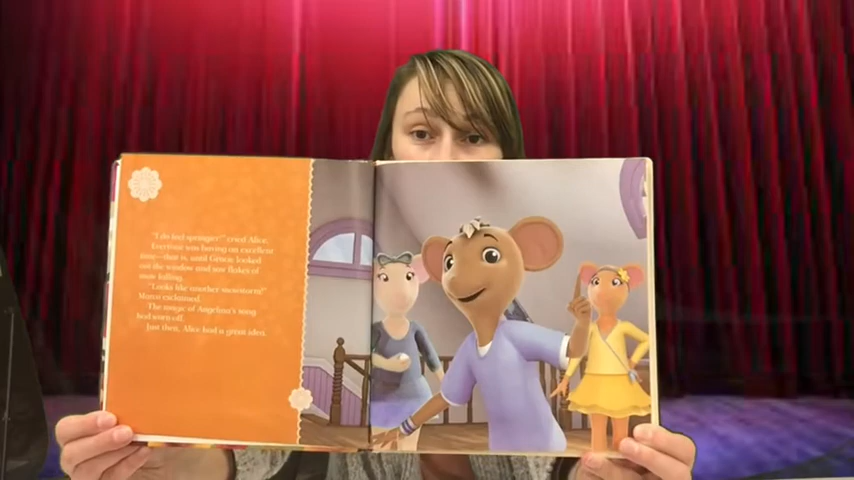 "I do feel springier!" cried Alice.
Everyone was having an excellent
time—that is, until Gracie looked
out the window and saw flakes of
snow falling.
"Looks like another snowstorm!"
Marco exclaimed.
The magic of Angelina's song
had worn off.
Just then, Alice had a great idea.